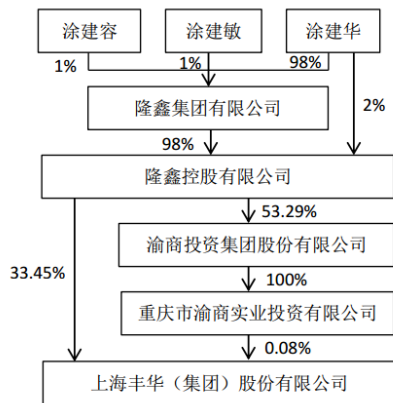 涂建容
涂建敏
涂建华
1%
1%
98%
隆鑫集团有限公司
2%
98%
隆鑫控股有限公司
53.29%
渝商投资集团股份有限公司
33.45%
100%
重庆市渝商实业投资有限公司
0.08%
上海丰华（集团）股份有限公司